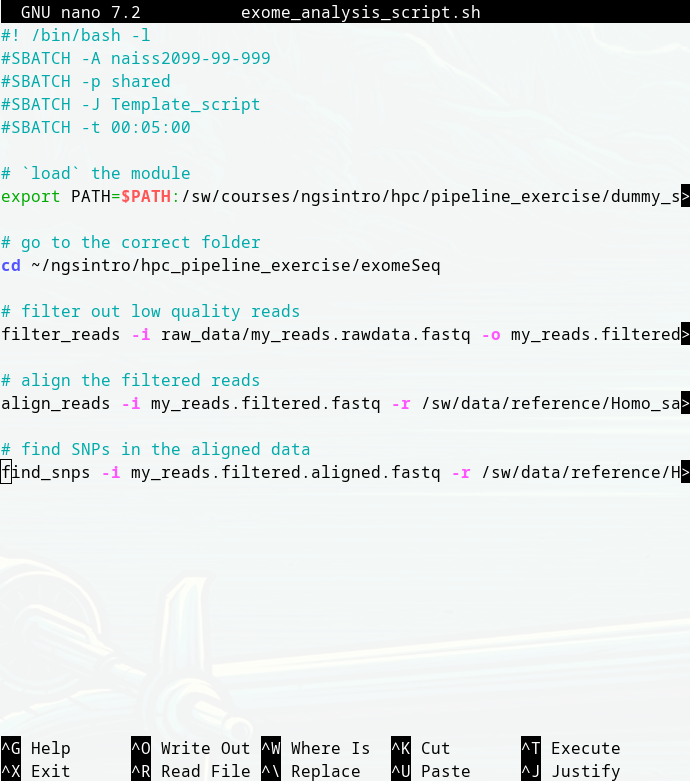 GNU nano 7.2 exome_analysis_script.sh
#! /bin/bash -l
#SBATCH -A naiss2099-99-999
#SBATCH -p shared
#SBATCH -J Template_script
#SBATCH -t 00:05:00
# `load` the module
export PATH=$PATH:/sw/courses/ngsintro/hpc/pipeline_exercise/dummy_s>
# go to the correct folder
cd ~/ngsintro/hpc_pipeline_exercise/exomeSeq
# filter out low quality reads
filter_reads -i raw_data/my_reads.rawdata.fastq -o my_reads.filtered>
# align the filtered reads
align_reads -i my_reads.filtered.fastq -r /sw/data/reference/Homo_sa>
# find SNPs in the aligned data
find_snps -i my_reads.filtered.aligned.fastq -r /sw/data/reference/H>
^G Help ^O Write Out ^W Where Is ^K Cut ^T Execute
^X Exit ^R Read File ^\ Replace ^U Paste ^J Justify